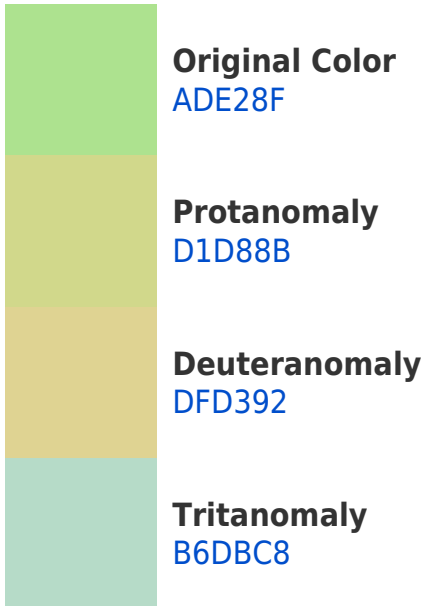 Original Color
ADE28F
Protanomaly
D1D88B
Deuteranomaly
DFD392
Tritanomaly
B6DBC8